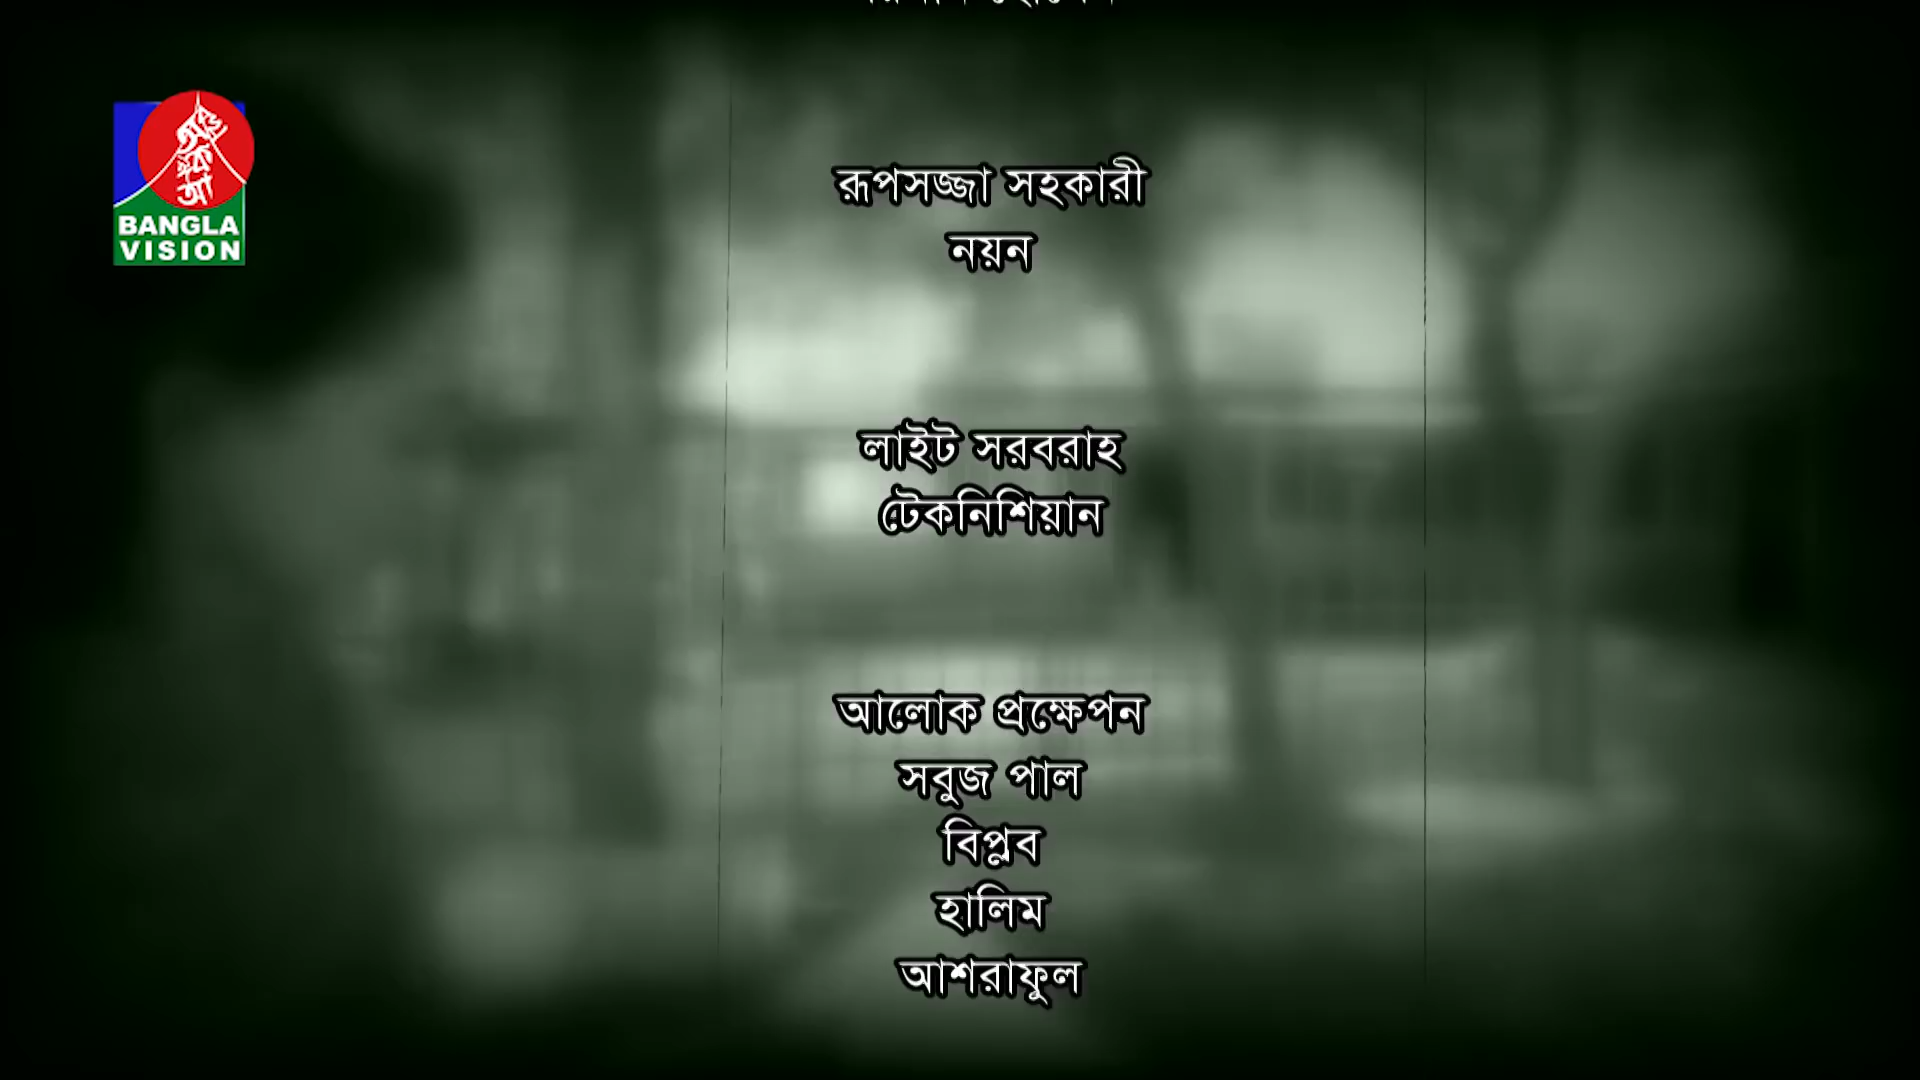 রূপসজ্জা সহকারী
নয়ন
লাইট সরবরাহ
টেকনিশিয়ান
আলোক প্রক্ষেপন
সবুজ পাল
বিপ্লব
হালিম
আশরাফুল
BANGLA
VISION